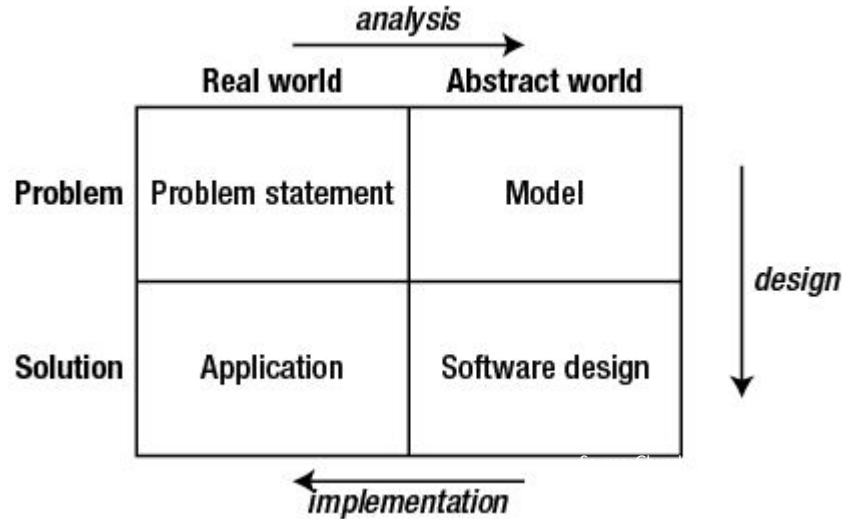 analysis
Real world Abstract world
Problem Problem statement Model
design
Solution Application Software design
implementation